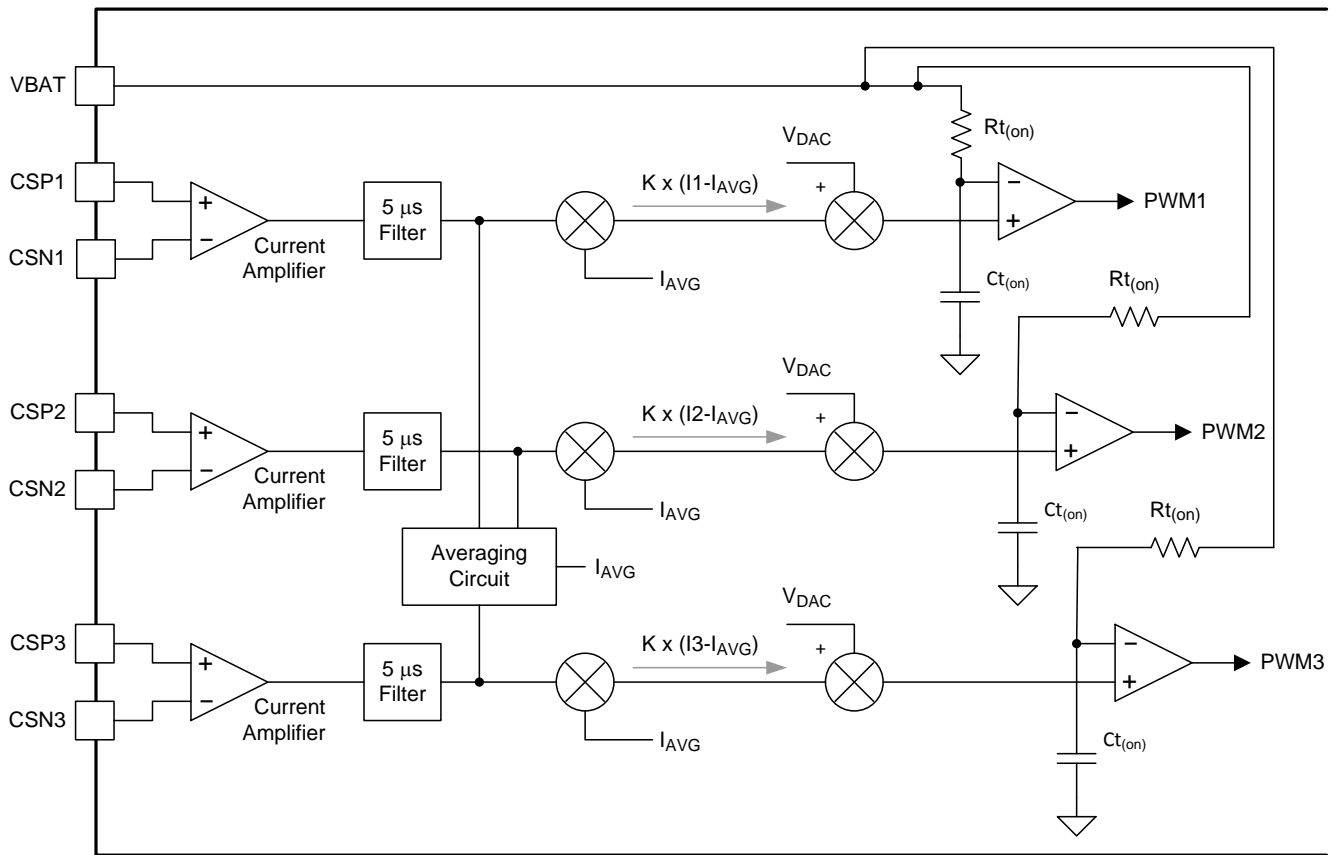 VBAT
Rt(on)
CSP1
VDAC
+
−
K x (I1-IAVG)
+
PWM1
5 μs
Filter
−
+
CSN1
Current
Amplifier
IAVG
Ct(on)
Rt(on)
VDAC
CSP2
K x (I2-IAVG)
+
−
+
5 μs
Filter
PWM2
−
+
CSN2
Current
Amplifier
IAVG
Ct(on)
Rt(on)
Averaging
Circuit
IAVG
VDAC
CSP3
K x (I3-IAVG)
+
−
+
5 μs
Filter
PWM3
−
+
CSN3
Current
Amplifier
IAVG
Ct(on)